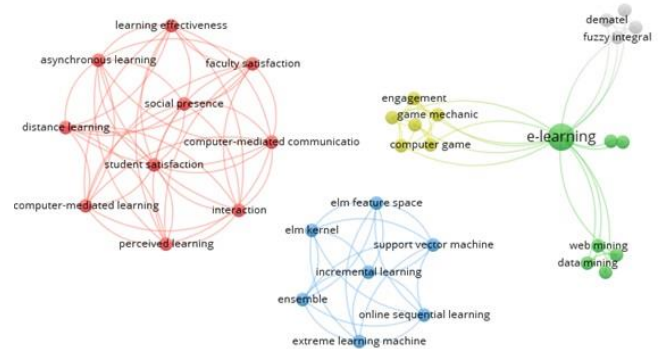 learning effectiveness
asynchronous learning
faculty satisfaction
social presence
distance learning
computer-mediated communicatio
student satisfaction
computer-mediated learning
interaction
perceived learning
engagement
game mechanic
computer game
e-learning
dematel
fuzzy integral
web mining
data mining
elm feature space
elm kernel
support vector machine
incremental learning
ensemble
online sequential learning
extreme learning machine